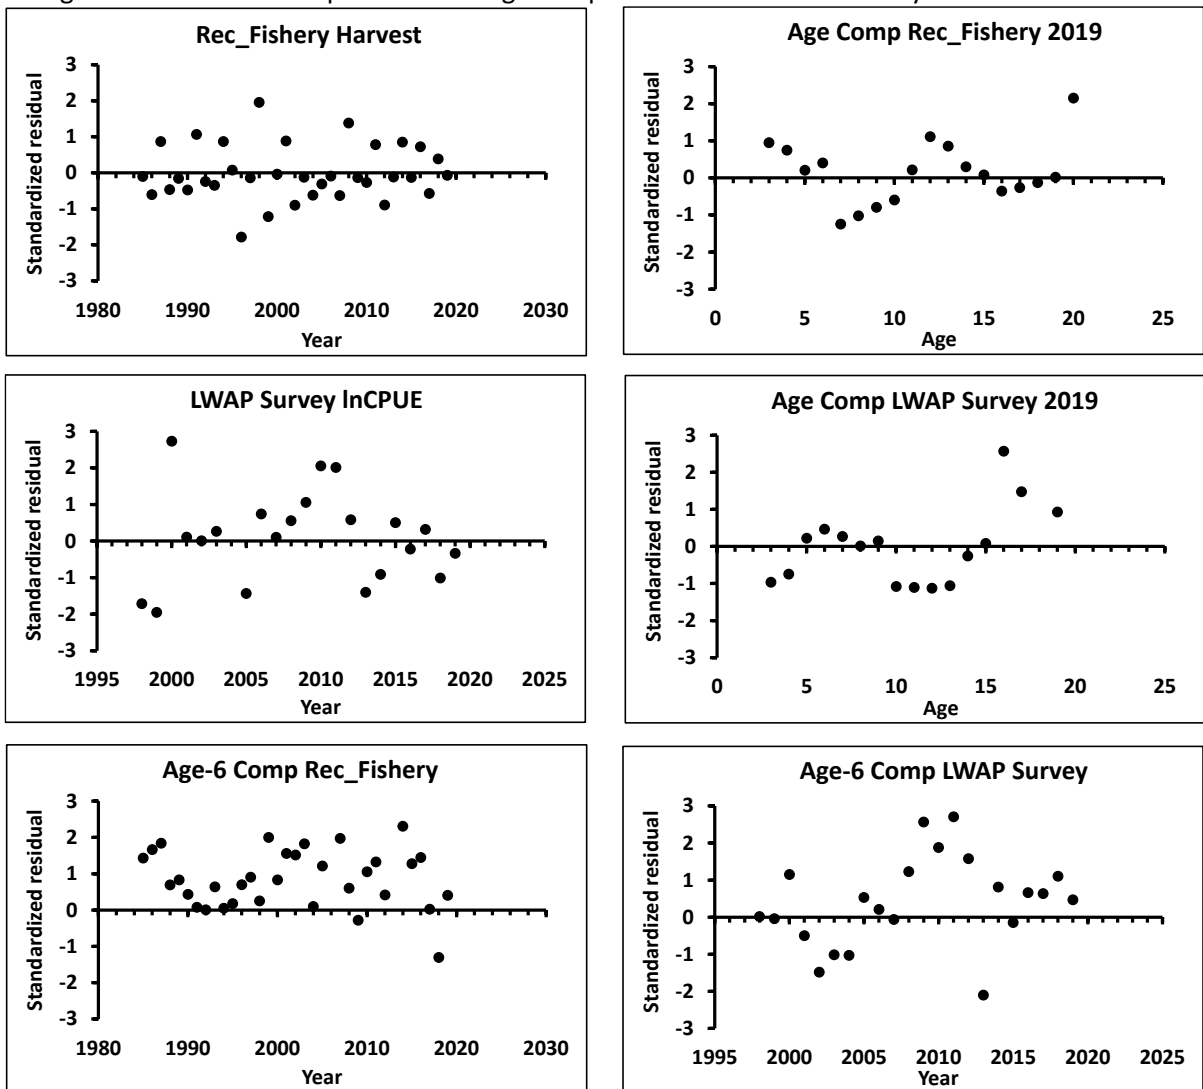 Rec_Fishery Harvest
3
2
1
0
-1
-2
-3
1980 1990 2000 2010 2020 2030
Year
Standardized residual
Age Comp Rec_Fishery 2019
3
2
1
0
-1
-2
-3
0 5 10 15 20 25
Age
Standardized residual
LWAP Survey lnCPUE
3
2
1
0
-1
-2
-3
1995 2000 2005 2010 2015 2020 2025
Year
Standardized residual
Age Comp LWAP Survey 2019
3
2
1
0
-1
-2
-3
0 5 10 15 20 25
Age
Standardized residual
Age-6 Comp Rec_Fishery
3
2
1
0
-1
-2
-3
1980 1990 2000 2010 2020 2030
Year
Standardized residual
Age-6 Comp LWAP Survey
3
2
1
0
-1
-2
-3
1995 2000 2005 2010 2015 2020 2025
Year
Standardized residual